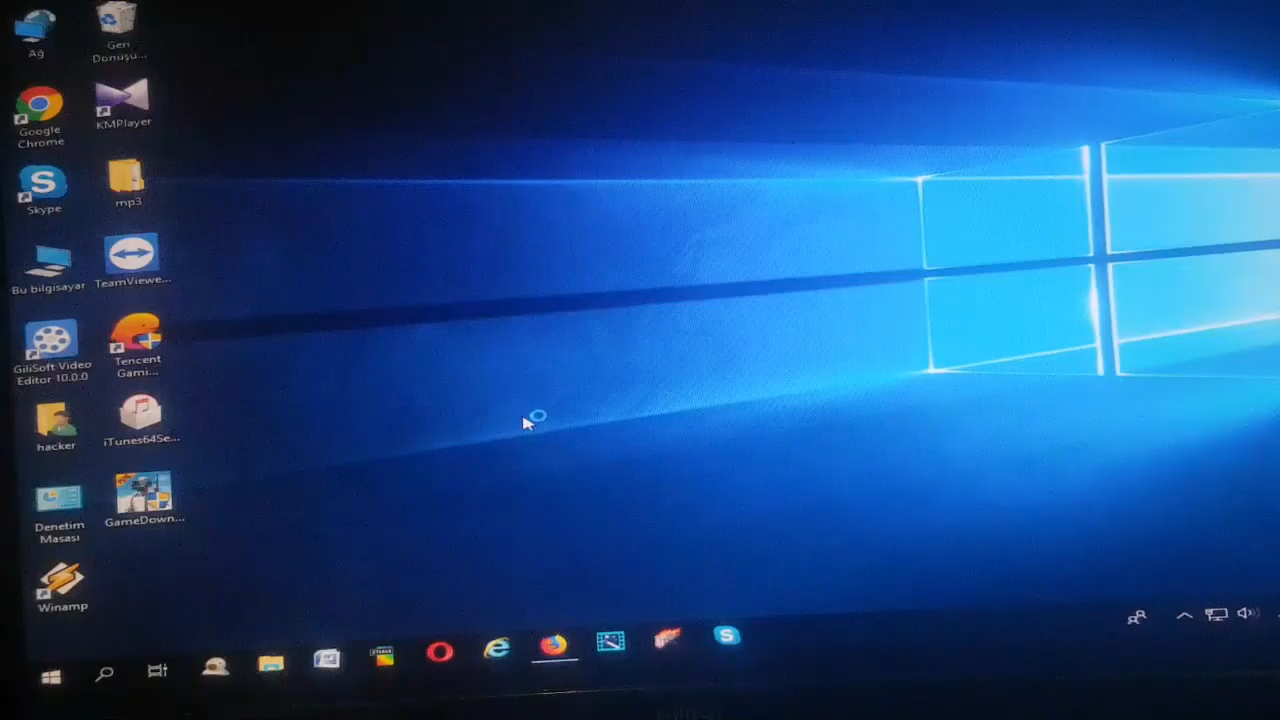 Ağ
Geri
Dönüşü...
Google
Chrome
KMPlayer
Skype
mp3
Bu bilgisayar
TeamViewe...
GiliSoft Video
Editor 10.0.0
Tencent
Gami...
hacker
iTunes64Se...
Denetim
Masası
GameDown...
Winamp